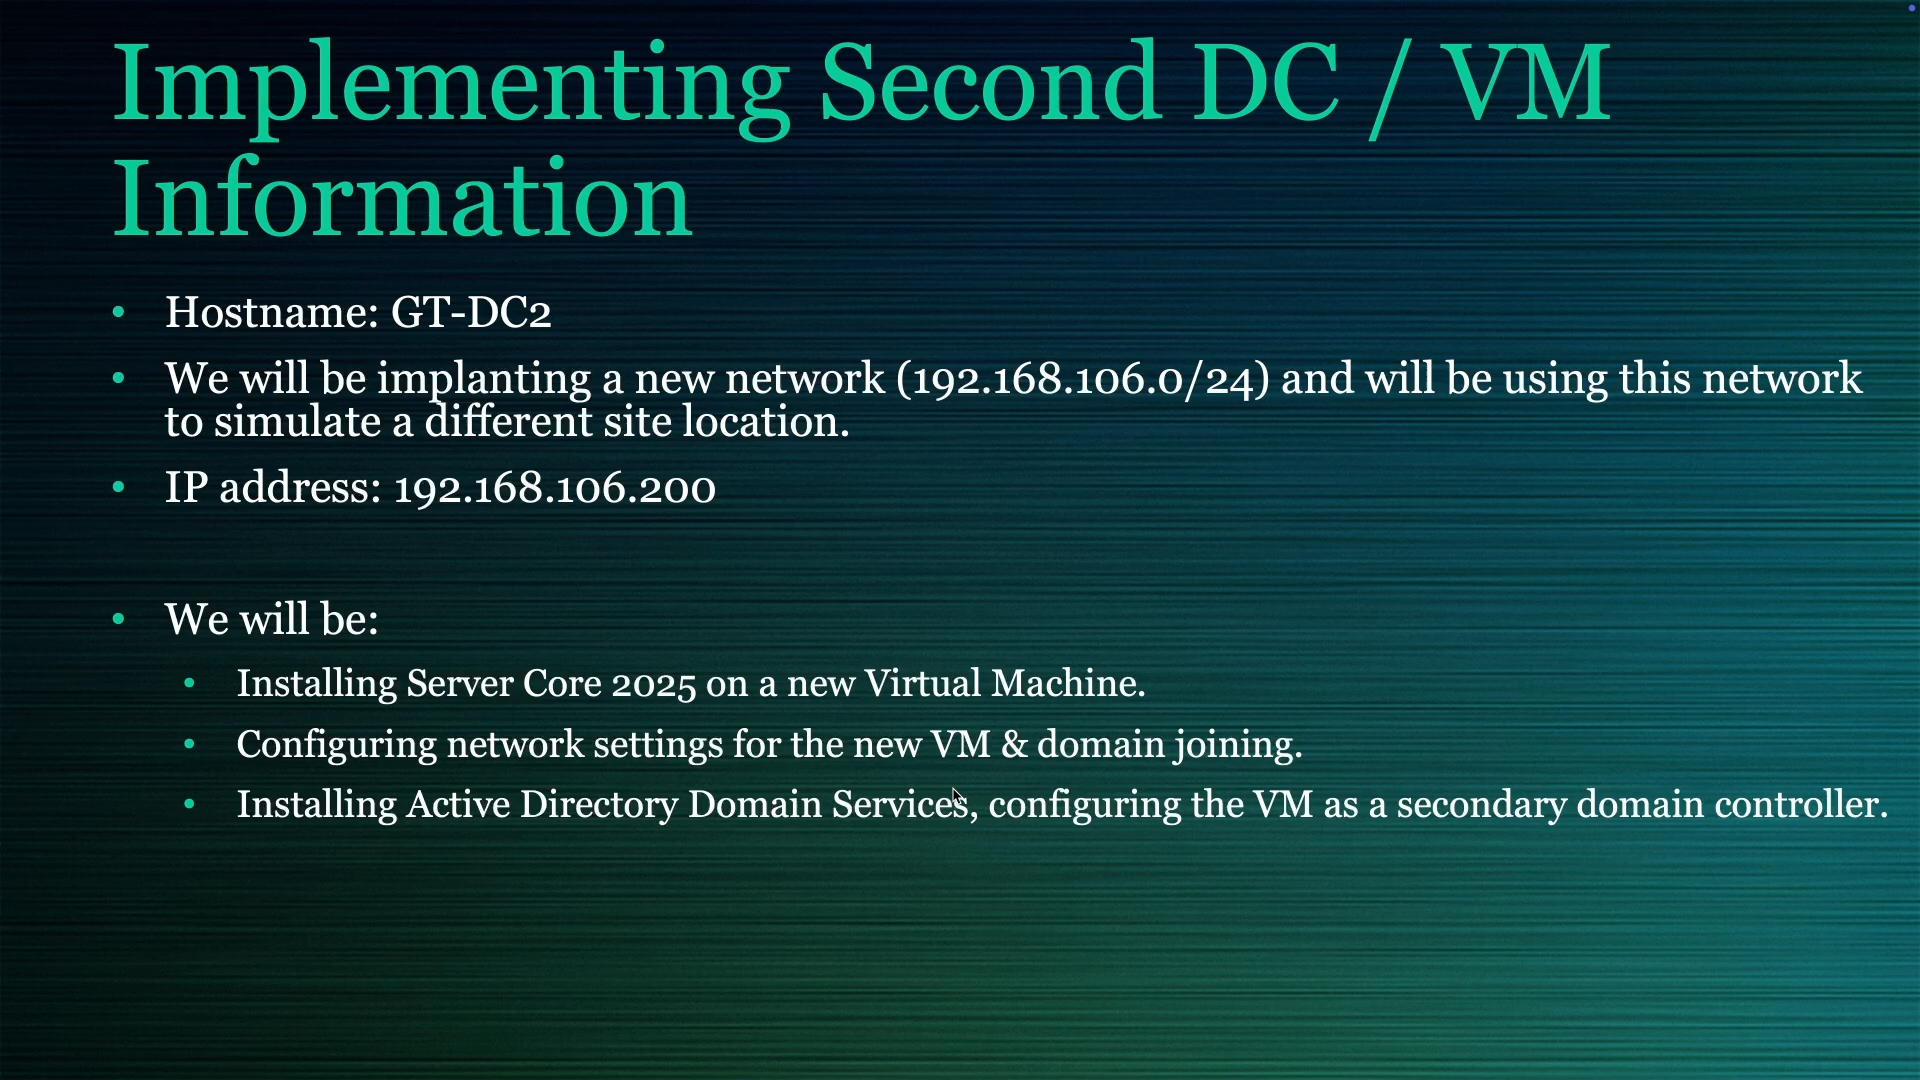 Implementing Second DC / VM
Information
• Hostname: GT-DC2
• We will be implanting a new network (192.168.106.0/24) and will be using this network
to simulate a different site location.
• IP address: 192.168.106.200
• We will be:
• Installing Server Core 2025 on a new Virtual Machine.
• Configuring network settings for the new VM & domain joining.
• Installing Active Directory Domain Services, configuring the VM as a secondary domain controller.